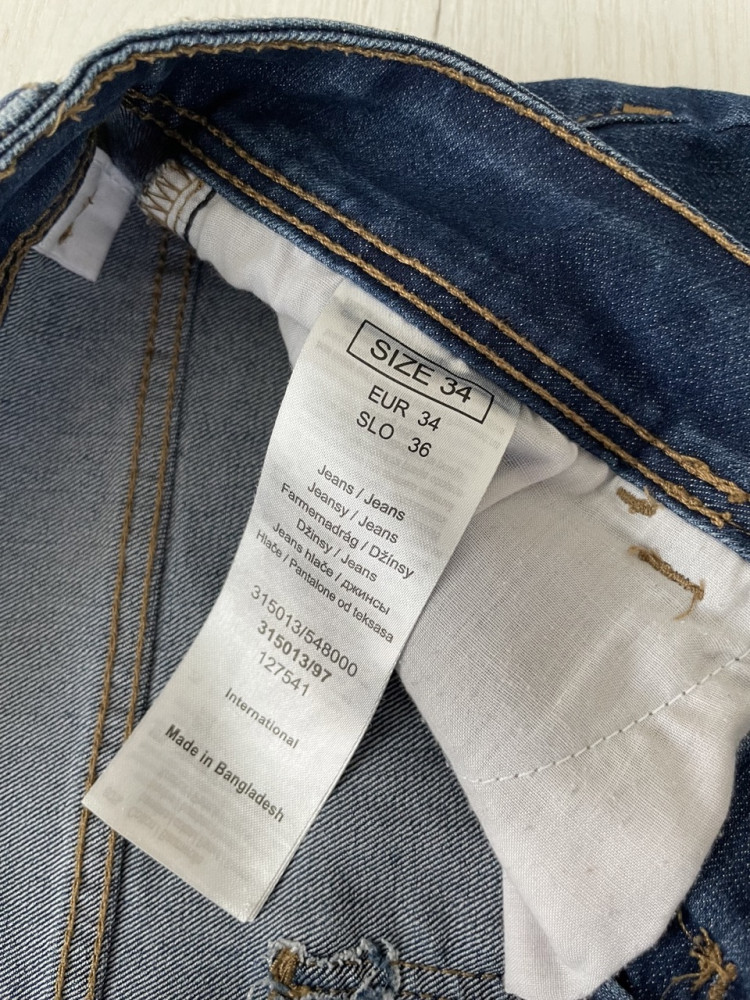 SIZE 34
EUR 34
SLO 36
Jeans / Jeans
Jeansy / Jeans
Farmernadrág / Džínsy
Džinsy / Jeans
Jeans hlače / джинсы
Hlače / Pantalone od teksasa
315013/548000
315013/97
127541
International
Made in Bangladesh